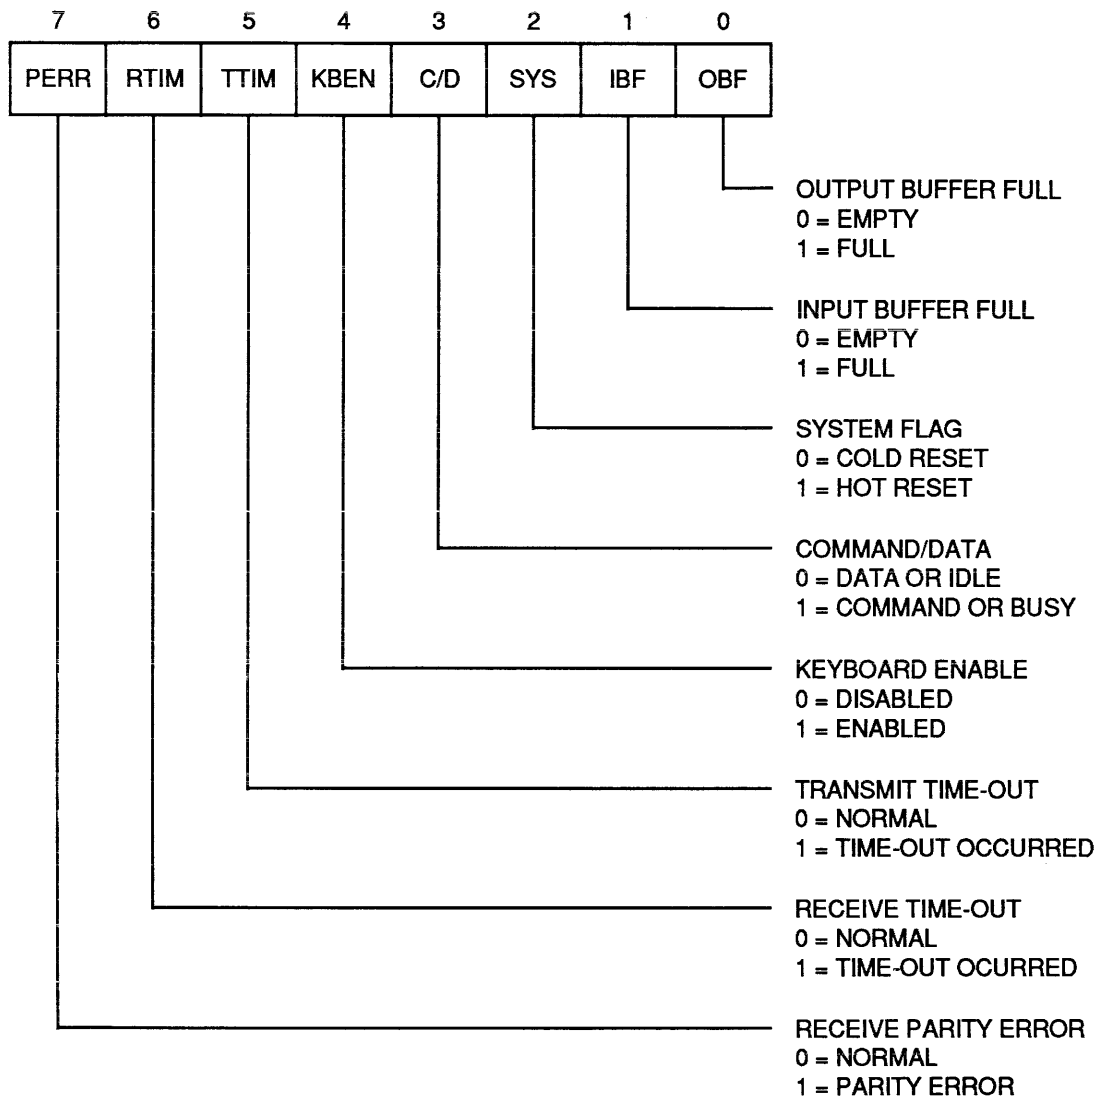 7 6 5 4 3 2 1 0
PERR RTIM TTIM KBEN C/D SYS IBF OBF
OUTPUT BUFFER FULL
0 = EMPTY
1 = FULL
INPUT BUFFER FULL
0 = EMPTY
1 = FULL
SYSTEM FLAG
0 = COLD RESET
1 = HOT RESET
COMMAND/DATA
0 = DATA OR IDLE
1 = COMMAND OR BUSY
KEYBOARD ENABLE
0 = DISABLED
1 = ENABLED
TRANSMIT TIME-OUT
0 = NORMAL
1 = TIME-OUT OCCURRED
RECEIVE TIME-OUT
0 = NORMAL
1 = TIME-OUT OCURRED
RECEIVE PARITY ERROR
0 = NORMAL
1 = PARITY ERROR